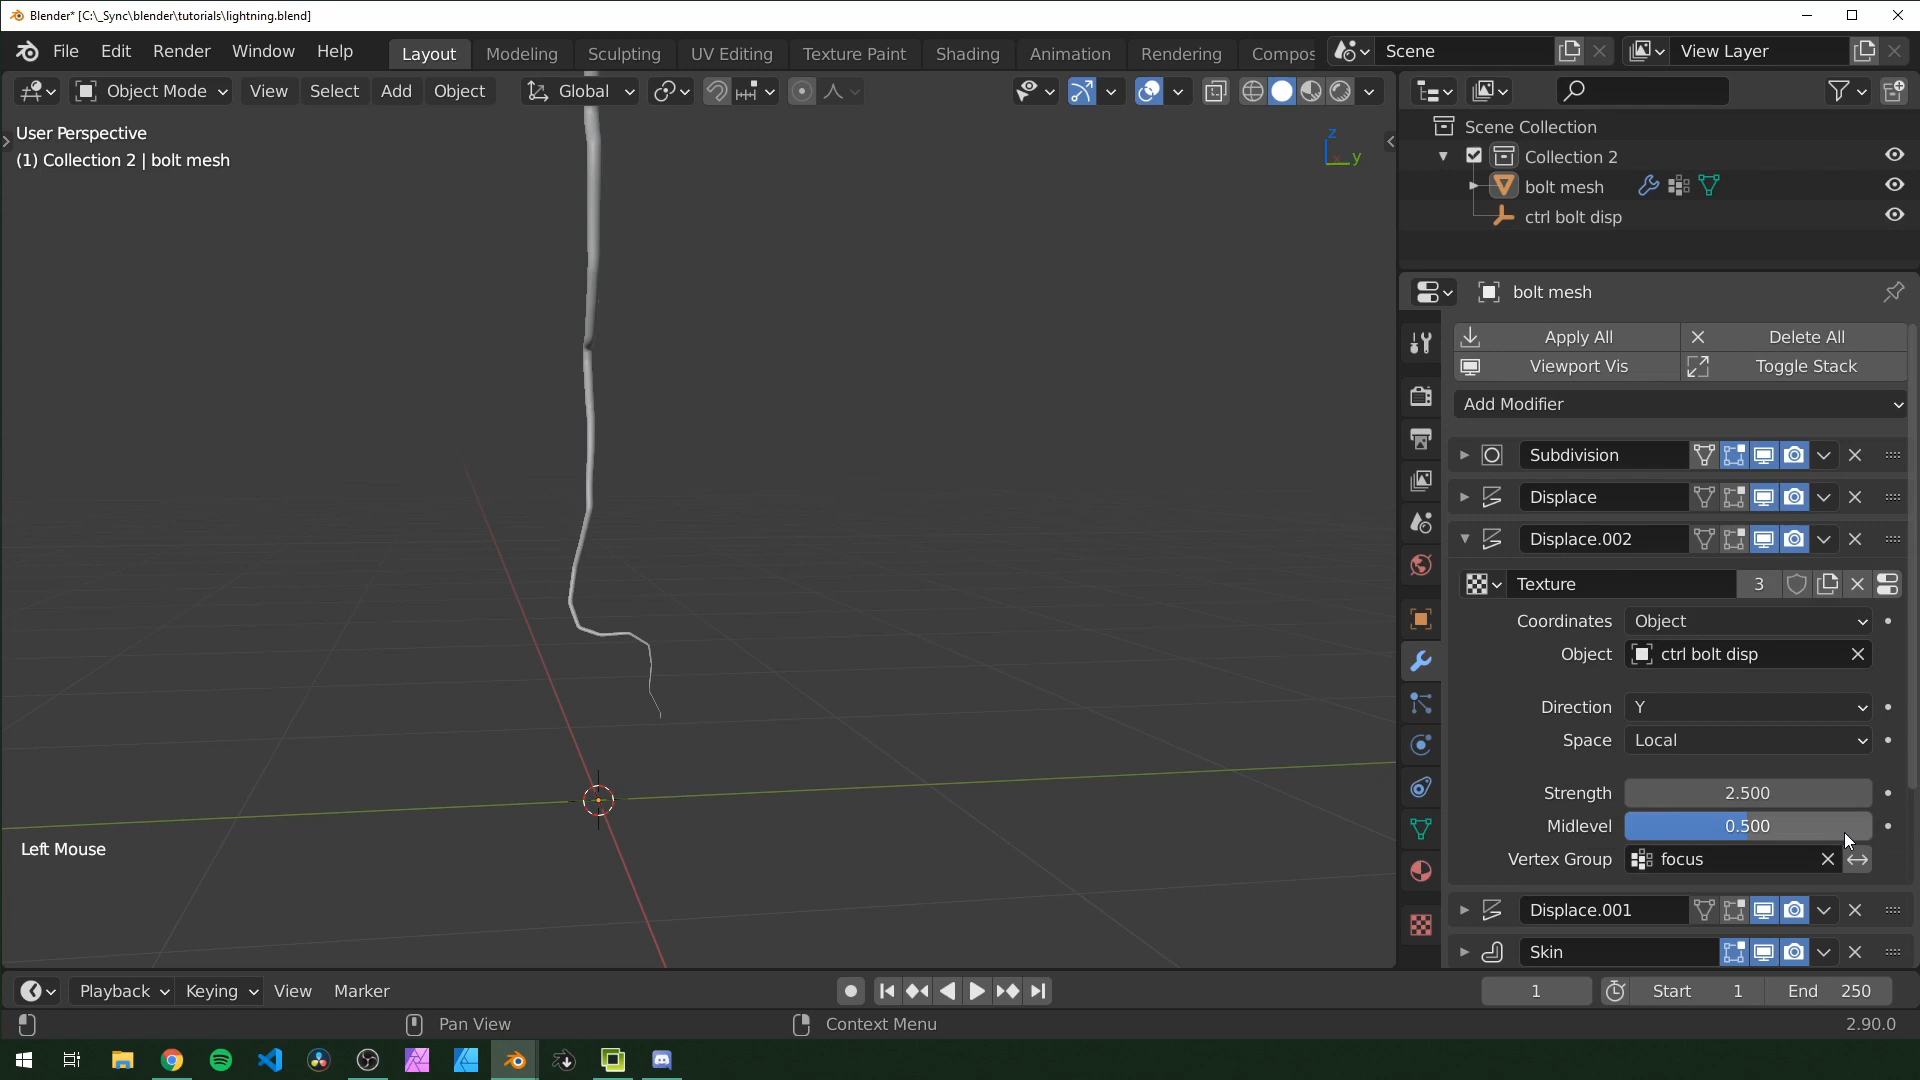 Blender* [C:\_Sync\blender\tutorials\lightning.blend]
File Edit Render Window Help
Layout Modeling Sculpting UV Editing Texture Paint Shading Animation Rendering Compos
Scene
View Layer
Object Mode View Select Add Object
Global
User Perspective
(1) Collection 2 | bolt mesh
Z
y
Scene Collection
Collection 2
bolt mesh
ctrl bolt disp
bolt mesh
Apply All Delete All
Viewport Vis Toggle Stack
Add Modifier
Subdivision
Displace
Displace.002
Texture 3
Coordinates Object
Object ctrl bolt disp
Direction Y
Space Local
Strength 2.500
Midlevel 0.500
Vertex Group focus
Displace.001
Skin
Left Mouse
Playback Keying View Marker
1 Start 1 End 250
Pan View Context Menu
2.90.0